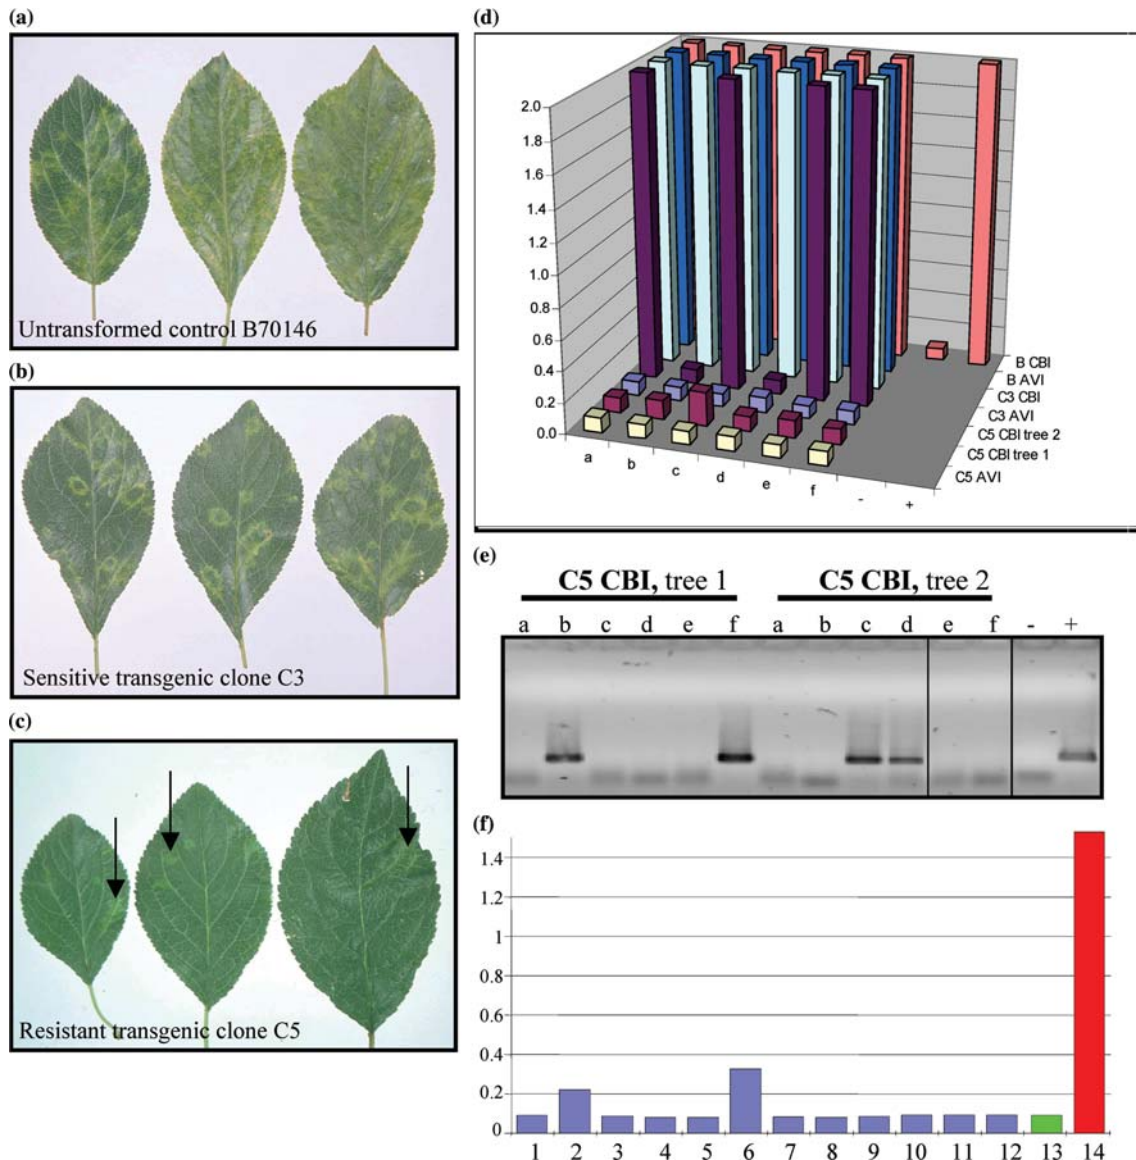 (a)
Untransformed control B70146
(b)
Sensitive transgenic clone C3
(c)
Resistant transgenic clone C5
(d)
2.0
1.8
1.6
1.4
1.2
1.0
0.8
0.6
0.4
0.2
0.0
a b c d e f - +
B CBI
B AVI
C3 CBI
C3 AVI
C5 CBI tree 2
C5 CBI tree 1
C5 AVI
(e)
C5 CBI, tree 1 C5 CBI, tree 2
a b c d e f a b c d e f - +
(f)
1.4
1.2
1
0.8
0.6
0.4
0.2
0
1 2 3 4 5 6 7 8 9 10 11 12 13 14